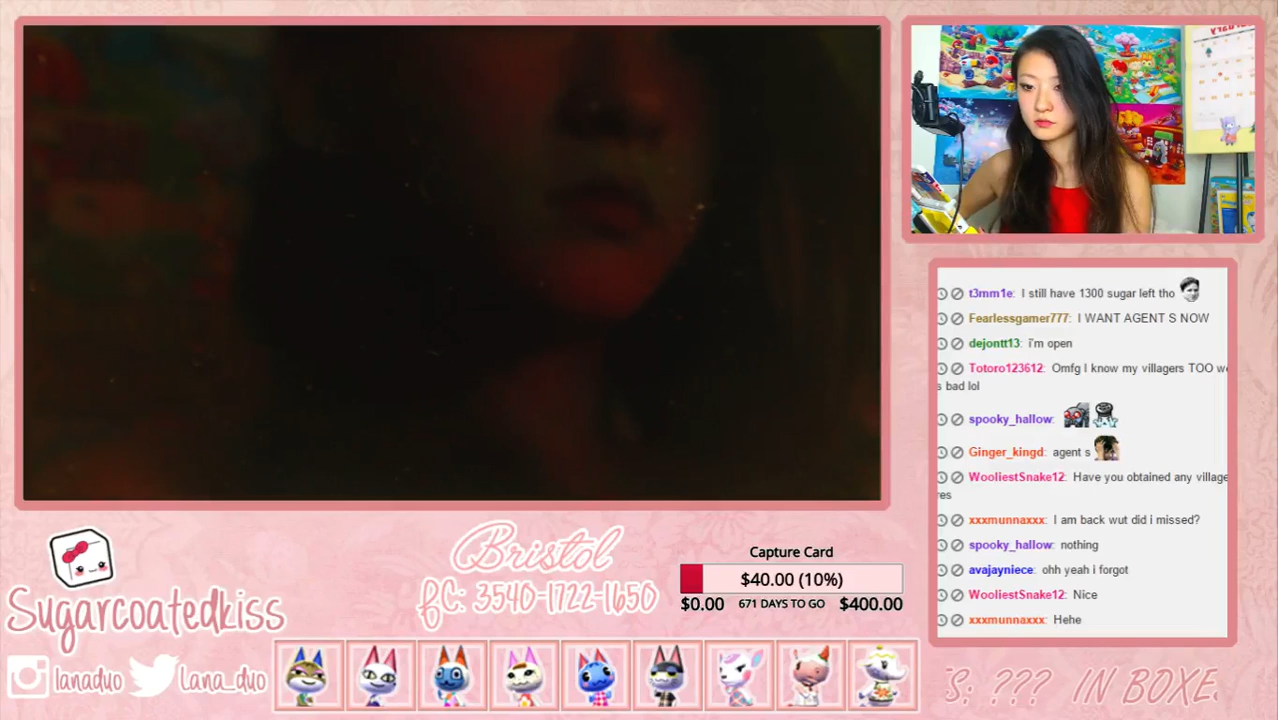 t3mm1e: I still have 1300 sugar left tho
Fearlessgamer777: I WANT AGENT S NOW
dejontt13: i'm open
Totoro123612: Omfg I know my villagers TOO we
s bad lol
spooky_hallow:
Ginger_kingd: agent s
WooliestSnake12: Have you obtained any village
res
xxxmunnaxxx: I am back wut did i missed?
spooky_hallow: nothing
avajayniece: ohh yeah i forgot
WooliestSnake12: Nice
xxxmunnaxxx: Hehe
Sugarcoatedkiss
lanaduo
Lana_duo
Bristol
fC: 3540-1722-1650
Capture Card
$40.00 (10%)
$0.00 671 DAYS TO GO $400.00
S: ??? IN BOXE